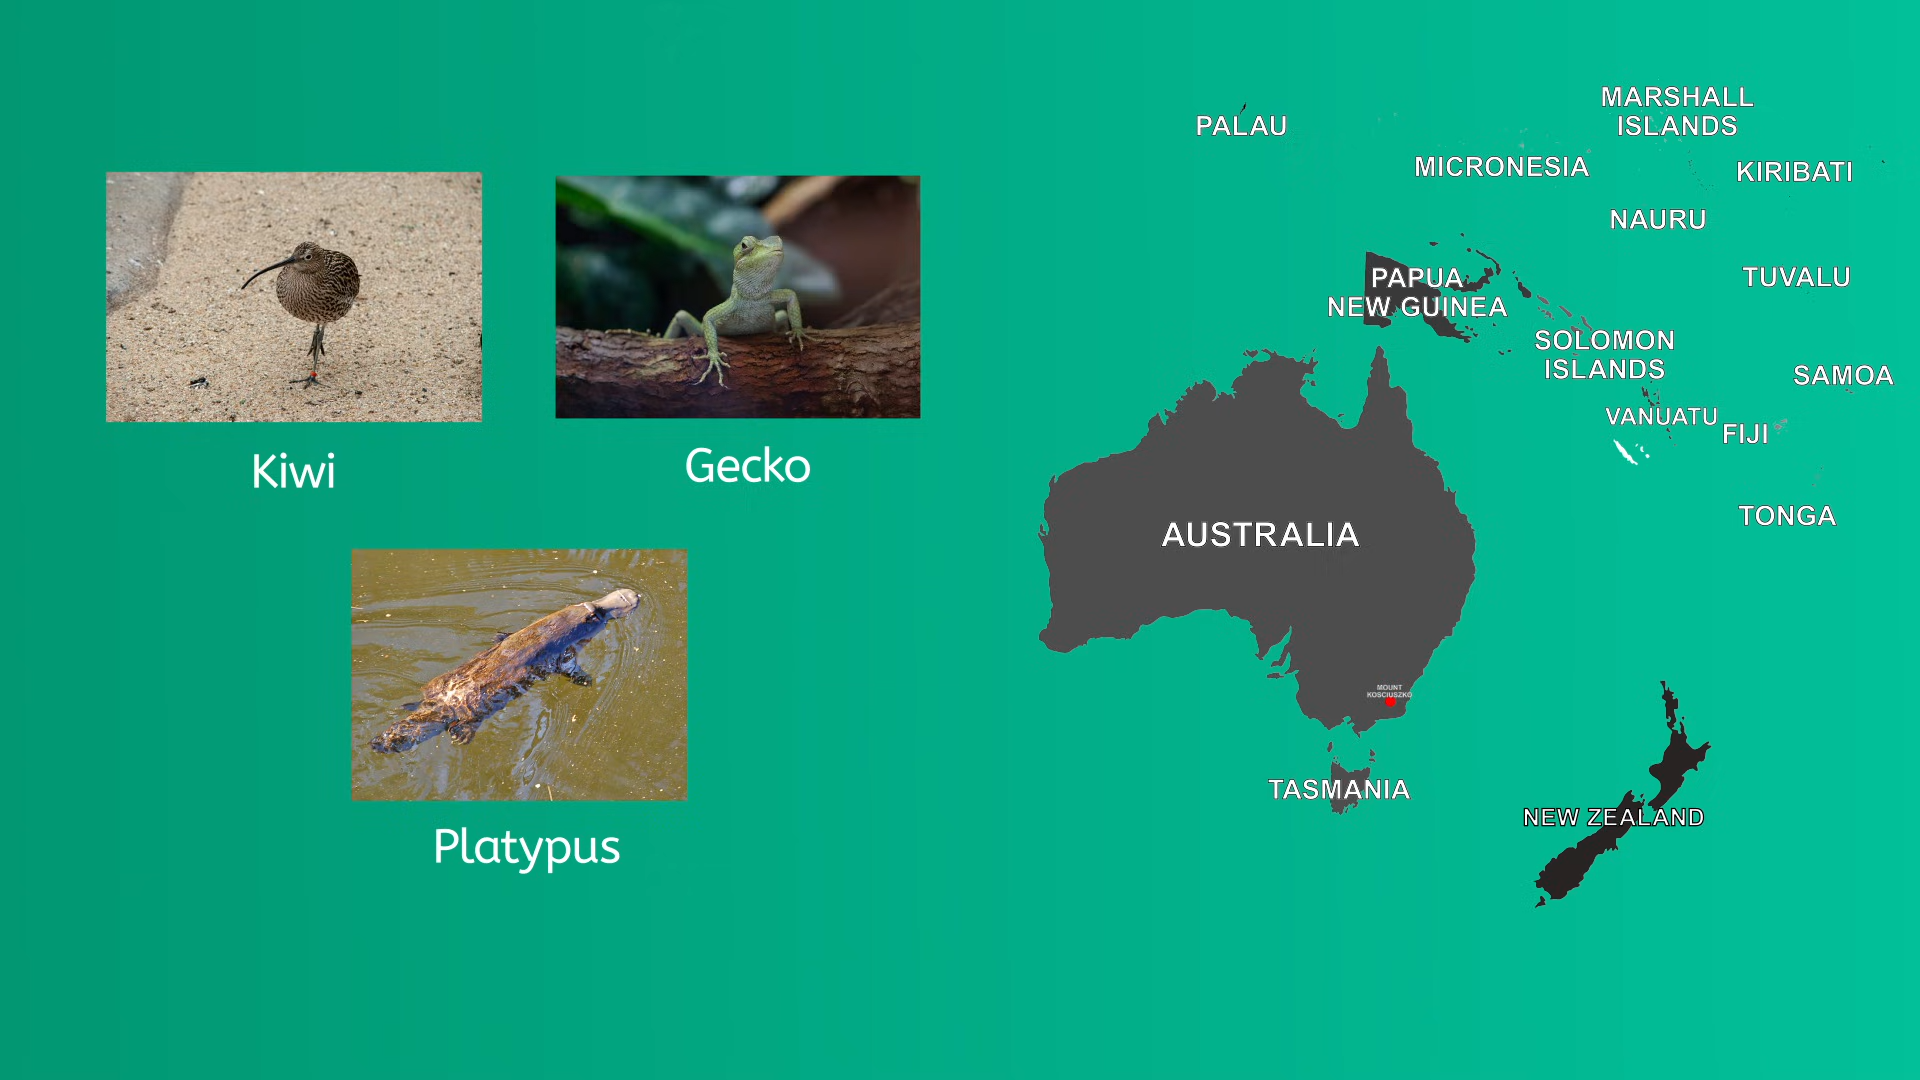 Kiwi
Gecko
Platypus
PALAU
MARSHALL
ISLANDS
MICRONESIA
KIRIBATI
NAURU
PAPUA
NEW GUINEA
TUVALU
SOLOMON
ISLANDS
SAMOA
VANUATU
FIJI
TONGA
AUSTRALIA
MOUNT
KOSCIUSZKO
TASMANIA
NEW ZEALAND